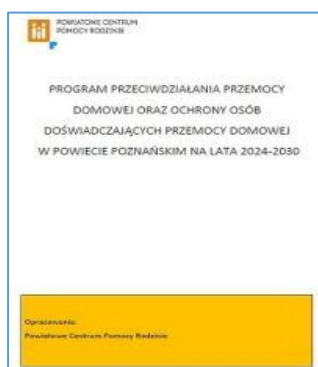 POWIATOWE CENTRUM
POMOCY RODZINIE
PROGRAM PRZECIWDZIAŁANIA PRZEMOCY
DOMOWEJ ORAZ OCHRONY OSÓB
DOŚWIADCZAJĄCYCH PRZEMOCY DOMOWEJ
W POWIECIE POZNAŃSKIM NA LATA 2024-2030
Opracowanie:
Powiatowe Centrum Pomocy Rodzinie